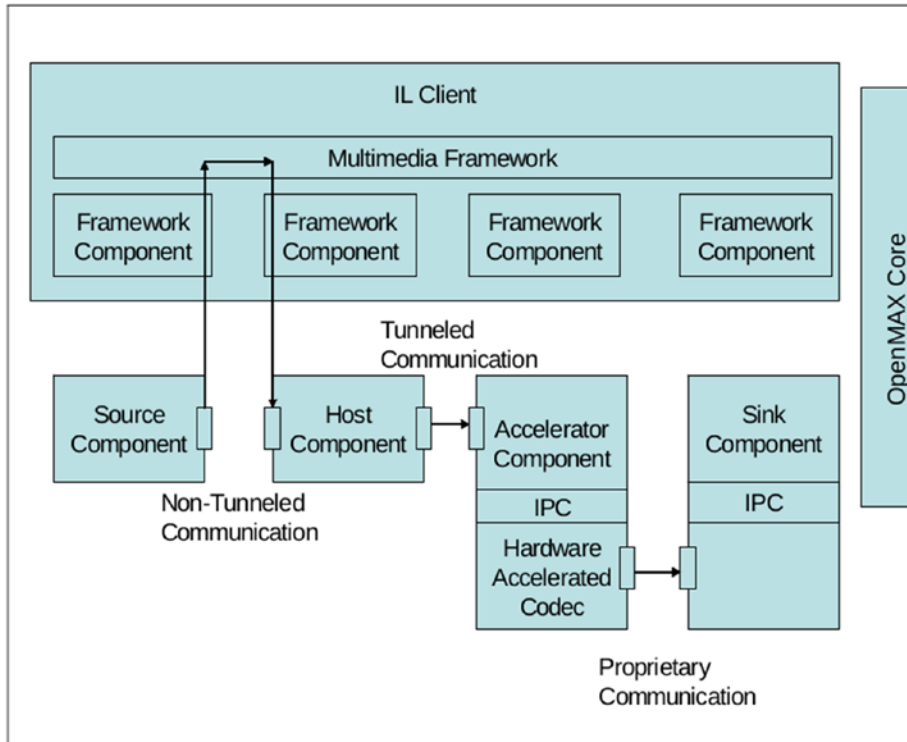 IL Client
Multimedia Framework
Framework
Component
Framework
Component
Framework
Component
Framework
Component
OpenMAX Core
Tunneled
Communication
Source
Component
Host
Component
Accelerator
Component
Sink
Component
IPC
IPC
Non-Tunneled
Communication
Hardware
Accelerated
Codec
Proprietary
Communication